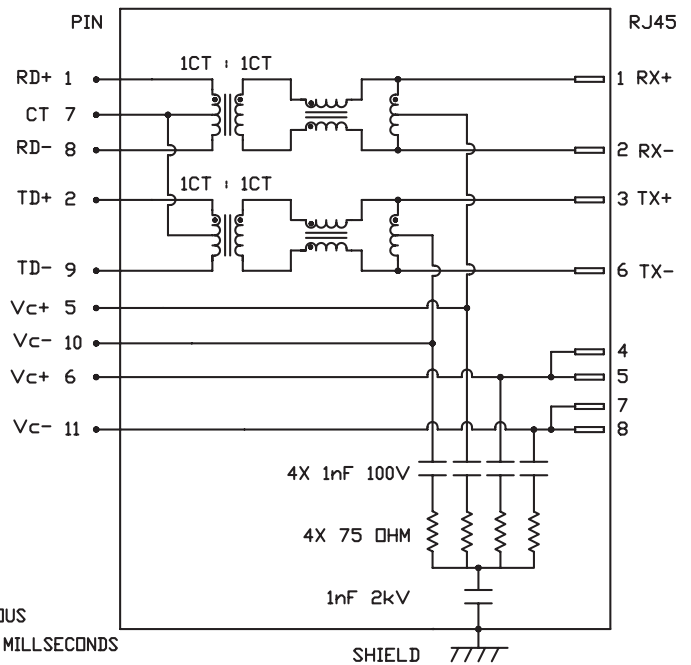 PIN RJ45
1CT : 1CT
RD+ 1 1 RX+
CT 7
RD- 8 2 RX-
1CT : 1CT
TD+ 2 3 TX+
TD- 9 6 TX-
Vc+ 5
Vc- 10
4
Vc+ 6 5
7
Vc- 11 8
4X 1nF 100V
4X 75 OHM
1nF 2kV
OUS
MILLSECONDS
SHIELD